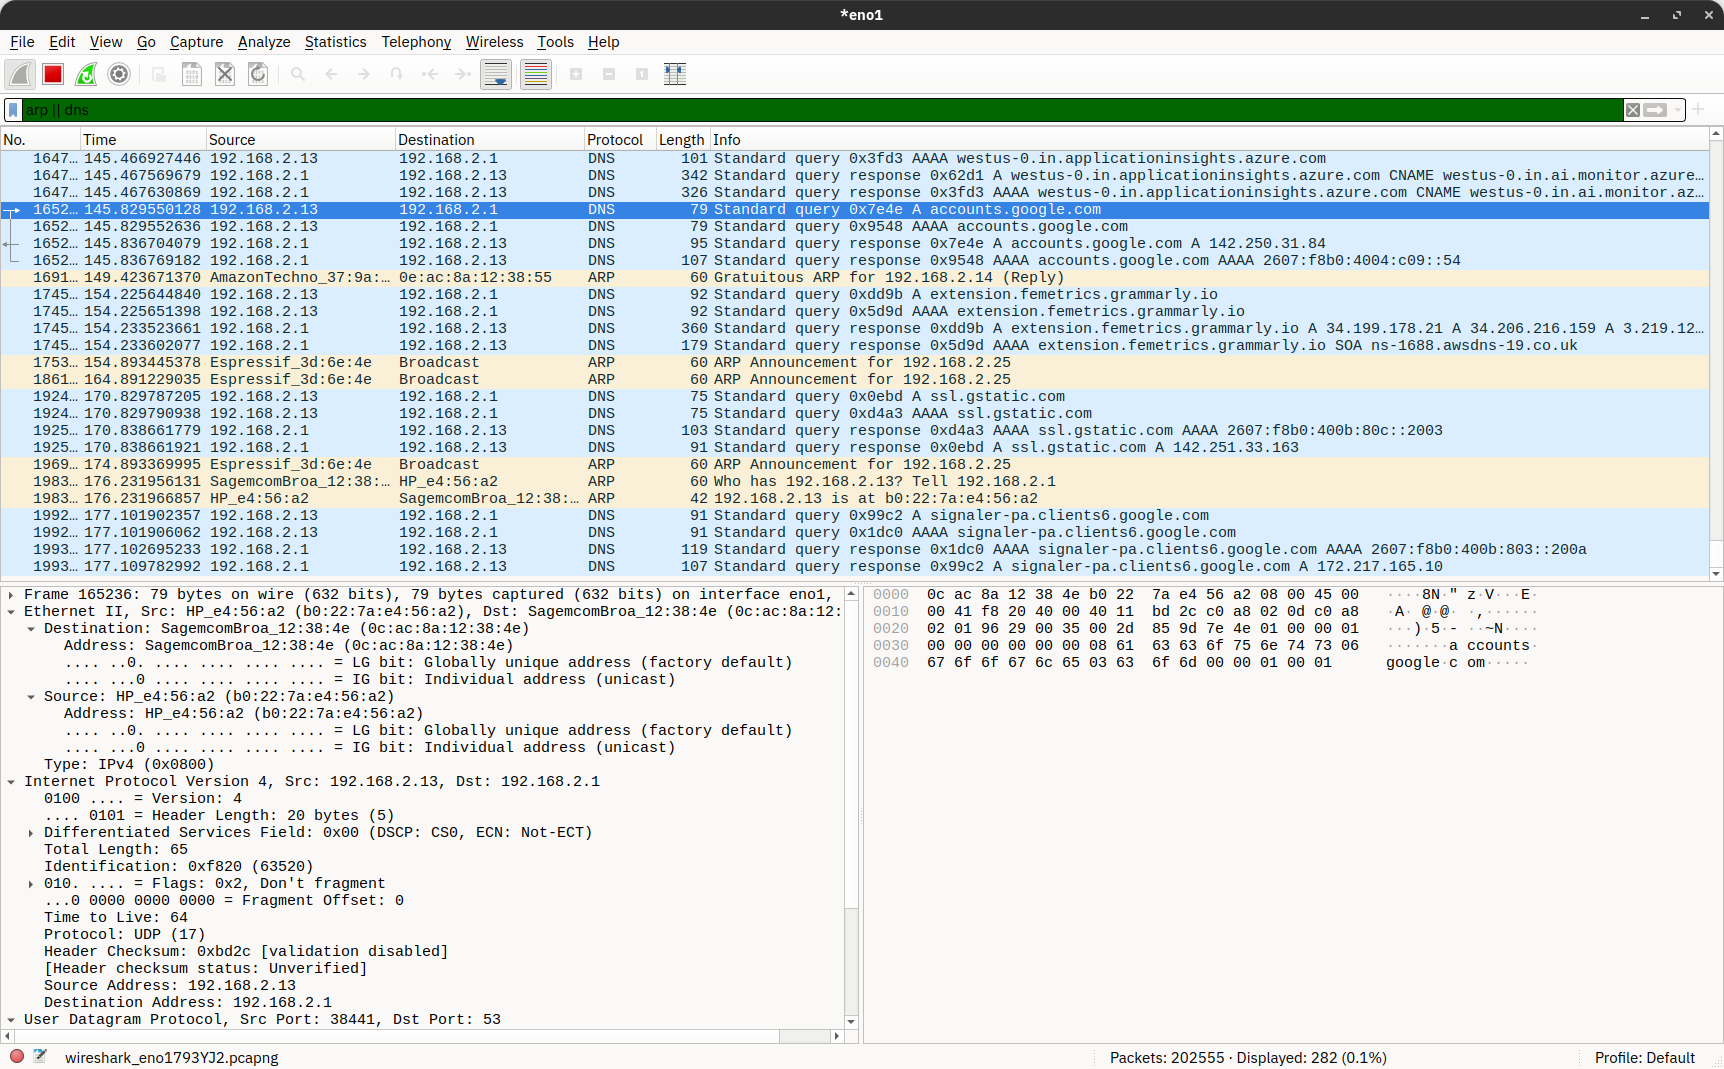 *eno1
File Edit View Go Capture Analyze Statistics Telephony Wireless Tools Help
arp || dns
No. Time Source Destination Protocol Length Info
1647… 145.466927446 192.168.2.13 192.168.2.1 DNS 101 Standard query 0x3fd3 AAAA westus-0.in.applicationinsights.azure.com
1647… 145.467569679 192.168.2.1 192.168.2.13 DNS 342 Standard query response 0x62d1 A westus-0.in.applicationinsights.azure.com CNAME westus-0.in.ai.monitor.azure…
1647… 145.467630869 192.168.2.1 192.168.2.13 DNS 326 Standard query response 0x3fd3 AAAA westus-0.in.applicationinsights.azure.com CNAME westus-0.in.ai.monitor.az…
1652… 145.829550128 192.168.2.13 192.168.2.1 DNS 79 Standard query 0x7e4e A accounts.google.com
1652… 145.829552636 192.168.2.13 192.168.2.1 DNS 79 Standard query 0x9548 AAAA accounts.google.com
1652… 145.836704079 192.168.2.1 192.168.2.13 DNS 95 Standard query response 0x7e4e A accounts.google.com A 142.250.31.84
1652… 145.836769182 192.168.2.1 192.168.2.13 DNS 107 Standard query response 0x9548 AAAA accounts.google.com AAAA 2607:f8b0:4004:c09::54
1691… 149.423671370 AmazonTechno_37:9a:… 0e:ac:8a:12:38:55 ARP 60 Gratuitous ARP for 192.168.2.14 (Reply)
1745… 154.225644840 192.168.2.13 192.168.2.1 DNS 92 Standard query 0xdd9b A extension.femetrics.grammarly.io
1745… 154.225651398 192.168.2.13 192.168.2.1 DNS 92 Standard query 0x5d9d AAAA extension.femetrics.grammarly.io
1745… 154.233523661 192.168.2.1 192.168.2.13 DNS 360 Standard query response 0xdd9b A extension.femetrics.grammarly.io A 34.199.178.21 A 34.206.216.159 A 3.219.12…
1745… 154.233602077 192.168.2.1 192.168.2.13 DNS 179 Standard query response 0x5d9d AAAA extension.femetrics.grammarly.io SOA ns-1688.awsdns-19.co.uk
1753… 154.893445378 Espressif_3d:6e:4e Broadcast ARP 60 ARP Announcement for 192.168.2.25
1861… 164.891229035 Espressif_3d:6e:4e Broadcast ARP 60 ARP Announcement for 192.168.2.25
1924… 170.829787205 192.168.2.13 192.168.2.1 DNS 75 Standard query 0x0ebd A ssl.gstatic.com
1924… 170.829790938 192.168.2.13 192.168.2.1 DNS 75 Standard query 0xd4a3 AAAA ssl.gstatic.com
1925… 170.838661779 192.168.2.1 192.168.2.13 DNS 103 Standard query response 0xd4a3 AAAA ssl.gstatic.com AAAA 2607:f8b0:400b:80c::2003
1925… 170.838661921 192.168.2.1 192.168.2.13 DNS 91 Standard query response 0x0ebd A ssl.gstatic.com A 142.251.33.163
1969… 174.893369995 Espressif_3d:6e:4e Broadcast ARP 60 ARP Announcement for 192.168.2.25
1983… 176.231956131 SagemcomBroa_12:38:… HP_e4:56:a2 ARP 60 Who has 192.168.2.13? Tell 192.168.2.1
1983… 176.231966857 HP_e4:56:a2 SagemcomBroa_12:38:… ARP 42 192.168.2.13 is at b0:22:7a:e4:56:a2
1992… 177.101902357 192.168.2.13 192.168.2.1 DNS 91 Standard query 0x99c2 A signaler-pa.clients6.google.com
1992… 177.101906062 192.168.2.13 192.168.2.1 DNS 91 Standard query 0x1dc0 AAAA signaler-pa.clients6.google.com
1993… 177.102695233 192.168.2.1 192.168.2.13 DNS 119 Standard query response 0x1dc0 AAAA signaler-pa.clients6.google.com AAAA 2607:f8b0:400b:803::200a
1993… 177.109782992 192.168.2.1 192.168.2.13 DNS 107 Standard query response 0x99c2 A signaler-pa.clients6.google.com A 172.217.165.10
Frame 165236: 79 bytes on wire (632 bits), 79 bytes captured (632 bits) on interface eno1,
Ethernet II, Src: HP_e4:56:a2 (b0:22:7a:e4:56:a2), Dst: SagemcomBroa_12:38:4e (0c:ac:8a:12:
Destination: SagemcomBroa_12:38:4e (0c:ac:8a:12:38:4e)
Address: SagemcomBroa_12:38:4e (0c:ac:8a:12:38:4e)
.... ..0. .... .... .... .... = LG bit: Globally unique address (factory default)
.... ...0 .... .... .... .... = IG bit: Individual address (unicast)
Source: HP_e4:56:a2 (b0:22:7a:e4:56:a2)
Address: HP_e4:56:a2 (b0:22:7a:e4:56:a2)
.... ..0. .... .... .... .... = LG bit: Globally unique address (factory default)
.... ...0 .... .... .... .... = IG bit: Individual address (unicast)
Type: IPv4 (0x0800)
Internet Protocol Version 4, Src: 192.168.2.13, Dst: 192.168.2.1
0100 .... = Version: 4
.... 0101 = Header Length: 20 bytes (5)
Differentiated Services Field: 0x00 (DSCP: CS0, ECN: Not-ECT)
Total Length: 65
Identification: 0xf820 (63520)
010. .... = Flags: 0x2, Don't fragment
...0 0000 0000 0000 = Fragment Offset: 0
Time to Live: 64
Protocol: UDP (17)
Header Checksum: 0xbd2c [validation disabled]
[Header checksum status: Unverified]
Source Address: 192.168.2.13
Destination Address: 192.168.2.1
User Datagram Protocol, Src Port: 38441, Dst Port: 53
0000 0c ac 8a 12 38 4e b0 22 7a e4 56 a2 08 00 45 00 ····8N·" z·V···E·
0010 00 41 f8 20 40 00 40 11 bd 2c c0 a8 02 0d c0 a8 ·A· @·@· ·,······
0020 02 01 96 29 00 35 00 2d 85 9d 7e 4e 01 00 00 01 ···)·5·- ··~N····
0030 00 00 00 00 00 00 08 61 63 63 6f 75 6e 74 73 06 ·······a ccounts·
0040 67 6f 6f 67 6c 65 03 63 6f 6d 00 00 01 00 01 google·c om·····
wireshark_eno1793YJ2.pcapng Packets: 202555 · Displayed: 282 (0.1%) Profile: Default